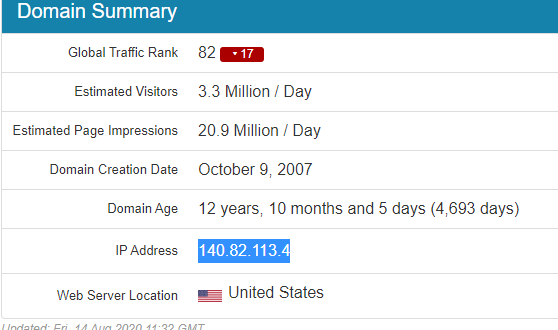 Domain Summary
Global Traffic Rank 82 17
Estimated Visitors 3.3 Million / Day
Estimated Page Impressions 20.9 Million / Day
Domain Creation Date October 9, 2007
Domain Age 12 years, 10 months and 5 days (4,693 days)
IP Address 140.82.113.4
Web Server Location United States
Updated: Fri, 14 Aug 2020 11:32 GMT